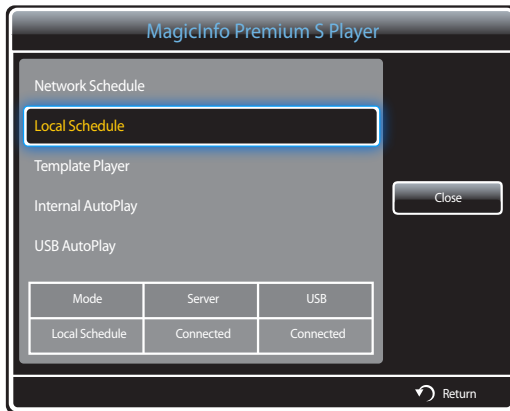 MagicInfo Premium S Player
Network Schedule
Local Schedule
Template Player
Internal AutoPlay
USB AutoPlay
Close
Mode Server USB
Local Schedule Connected Connected
Return